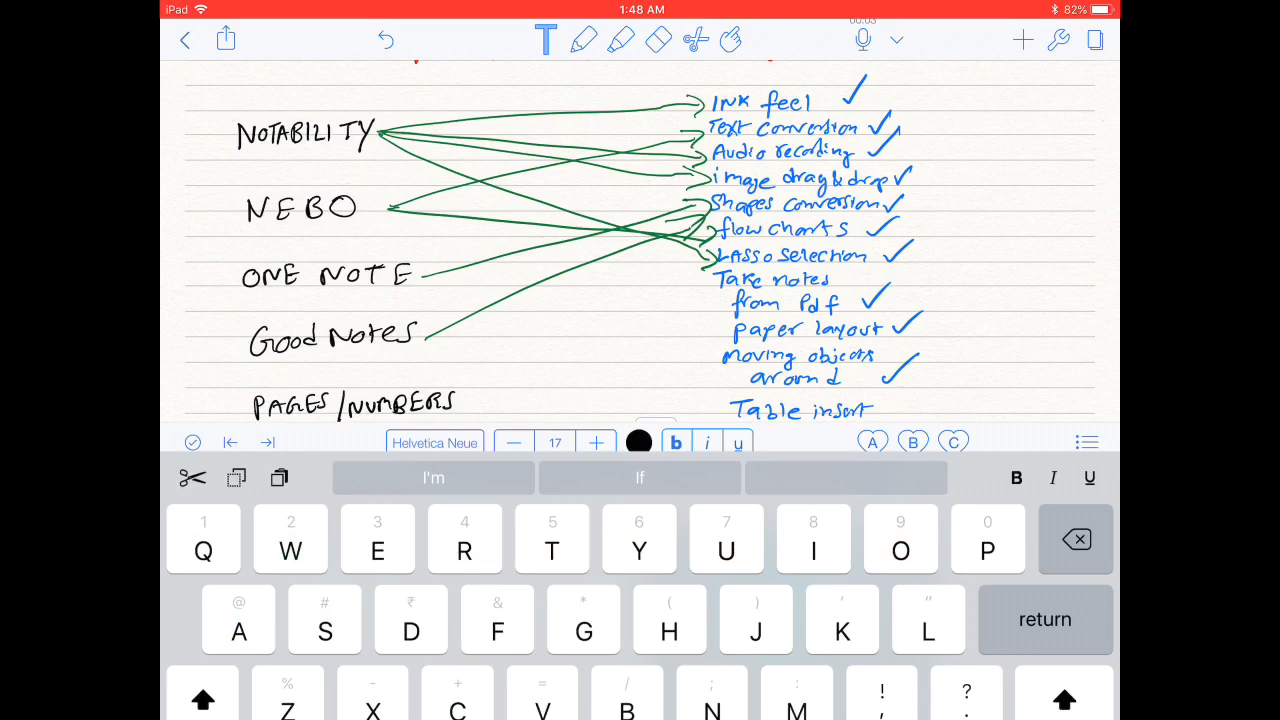 iPad 1:48 AM 82%
00:03
T
INK feel
NOTABILITY
Text conversion
Audio recording
image drag & drop
NEBO
Shapes conversion
flow charts
LASSO selection
ONE NOTE
Take notes
from Pdf
Good Notes
paper layout
Moving objects
around
PAGES/NUMBERS
Table insert
Helvetica Neue — 17 + b i u A B C
I'm If B I U
1 2 3 4 5 6 7 8 9 0
Q W E R T Y U I O P
@ # ₹ & * ( ) ' "
A S D F G H J K L return
% - + = / ; : ! ?
Z X C V B N M , .